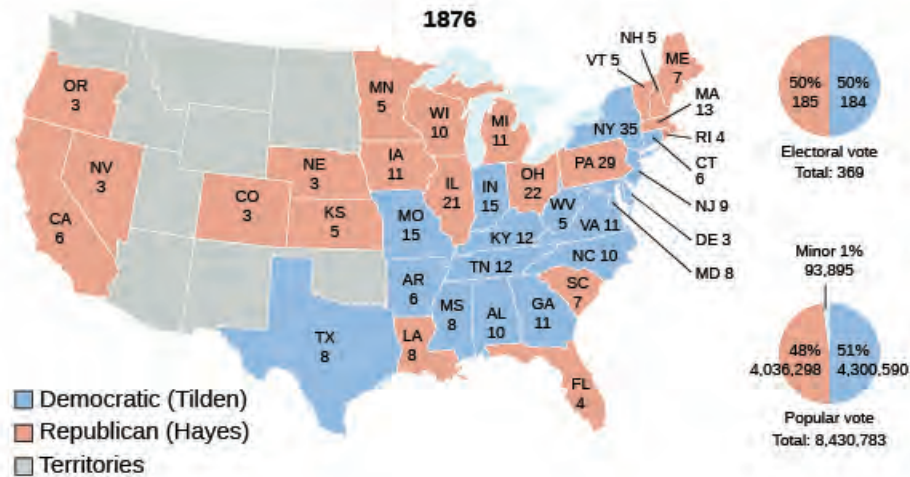 1876
OR
3
CA
6
NV
3
CO
3
NE
3
KS
5
MN
5
IA
11
WI
10
IL
21
MI
11
IN
15
OH
22
MO
15
AR
6
TX
8
LA
8
MS
8
AL
10
GA
11
FL
4
SC
7
NC 10
TN 12
KY 12
WV
5
VA 11
PA 29
NY 35
VT 5
NH 5
ME
7
MA
13
RI 4
CT
6
NJ 9
DE 3
MD 8
50%
185
50%
184
Electoral vote
Total: 369
Minor 1%
93,895
48%
4,036,298
51%
4,300,590
Popular vote
Total: 8,430,783
Democratic (Tilden)
Republican (Hayes)
Territories